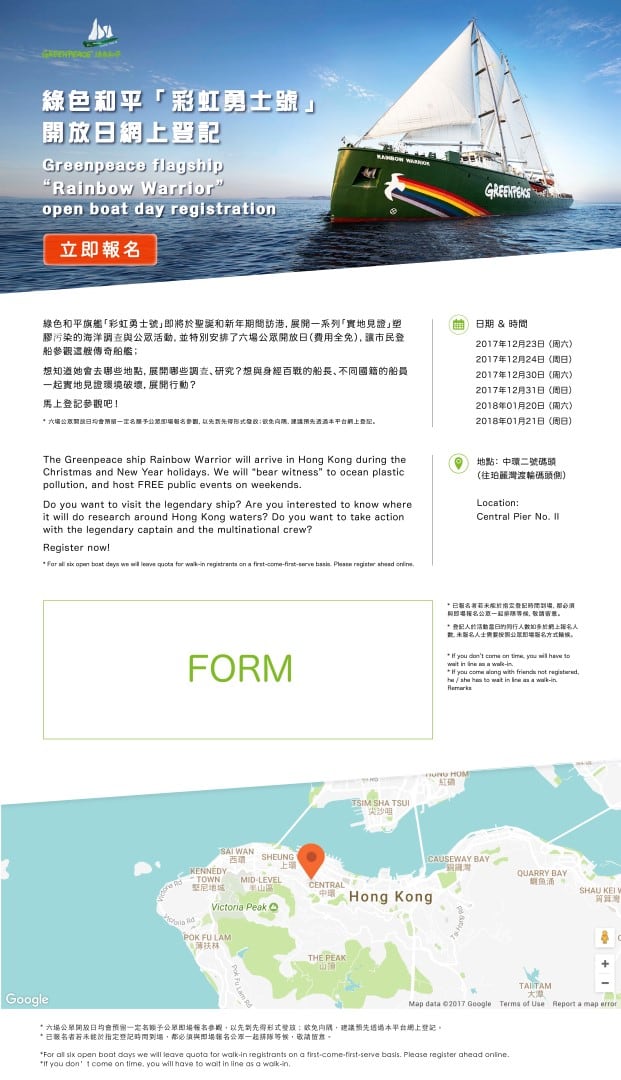 GREENPEACE 綠色和平
綠色和平「彩虹勇士號」
開放日網上登記
Greenpeace flagship
“Rainbow Warrior”
open boat day registration
立即報名
RAINBOW WARRIOR
GREENPEACE
綠色和平旗艦「彩虹勇士號」即將於聖誕和新年期間訪港，展開一系列「實地見證」塑
膠污染的海洋調查與公眾活動，並特別安排了六場公眾開放日（費用全免），讓市民登
船參觀這艘傳奇船艦；
想知道她會去哪些地點，展開哪些調查、研究？想與身經百戰的船長、不同國籍的船員
一起實地見證環境破壞，展開行動？
馬上登記參觀吧！
* 六場公眾開放日均會預留一定名額予公眾即場報名參觀，以先到先得形式發放；欲免向隅，建議預先透過本平台網上登記。
日期 & 時間
2017年12月23日（周六）
2017年12月24日（周日）
2017年12月30日（周六）
2017年12月31日（周日）
2018年01月20日（周六）
2018年01月21日（周日）
The Greenpeace ship Rainbow Warrior will arrive in Hong Kong during the
Christmas and New Year holidays. We will “bear witness” to ocean plastic
pollution, and host FREE public events on weekends.
Do you want to visit the legendary ship? Are you interested to know where
it will do research around Hong Kong waters? Do you want to take action
with the legendary captain and the multinational crew?
Register now!
* For all six open boat days we will leave quota for walk-in registrants on a first-come-first-serve basis. Please register ahead online.
地點：中環二號碼頭
（往珀麗灣渡輪碼頭側）
Location:
Central Pier No. II
FORM
* 已報名者若未能於指定登記時間到場，都必須
與即場報名公眾一起排隊等候，敬請留意。
* 登記人於活動當日的同行人數如多於網上報名人
數，未報名人士需要按照公眾即場報名方式輪候。
* If you don't come on time, you will have to
wait in line as a walk-in.
* If you come along with friends not registered,
he / she has to wait in line as a walk-in.
Remarks
HUNG HOM
紅磡
TSIM SHA TSUI
尖沙咀
SAI WAN
西環
SHEUNG
上環
KENNEDY
TOWN
堅尼地城
MID-LEVEL
半山區
CENTRAL
中環
CAUSEWAY BAY
銅鑼灣
QUARRY BAY
鰂魚涌
SHAU KEI
筲箕灣
Hong Kong
Victoria Peak
Victoria Rd
Victoria Rd
POK FU LAM
薄扶林
Pok Fu Lam Rd
Tai Hang Rd
THE PEAK
山頂
TAI TAM
大潭
Google
Map data ©2017 Google Terms of Use Report a map error
* 六場公眾開放日均會預留一定名額予公眾即場報名參觀，以先到先得形式發放；欲免向隅，建議預先透過本平台網上登記。
* 已報名者若未能於指定登記時間到場，都必須與即場報名公眾一起排隊等候，敬請留意。
*For all six open boat days we will leave quota for walk-in registrants on a first-come-first-serve basis. Please register ahead online.
*If you don’t come on time, you will have to wait in line as a walk-in.